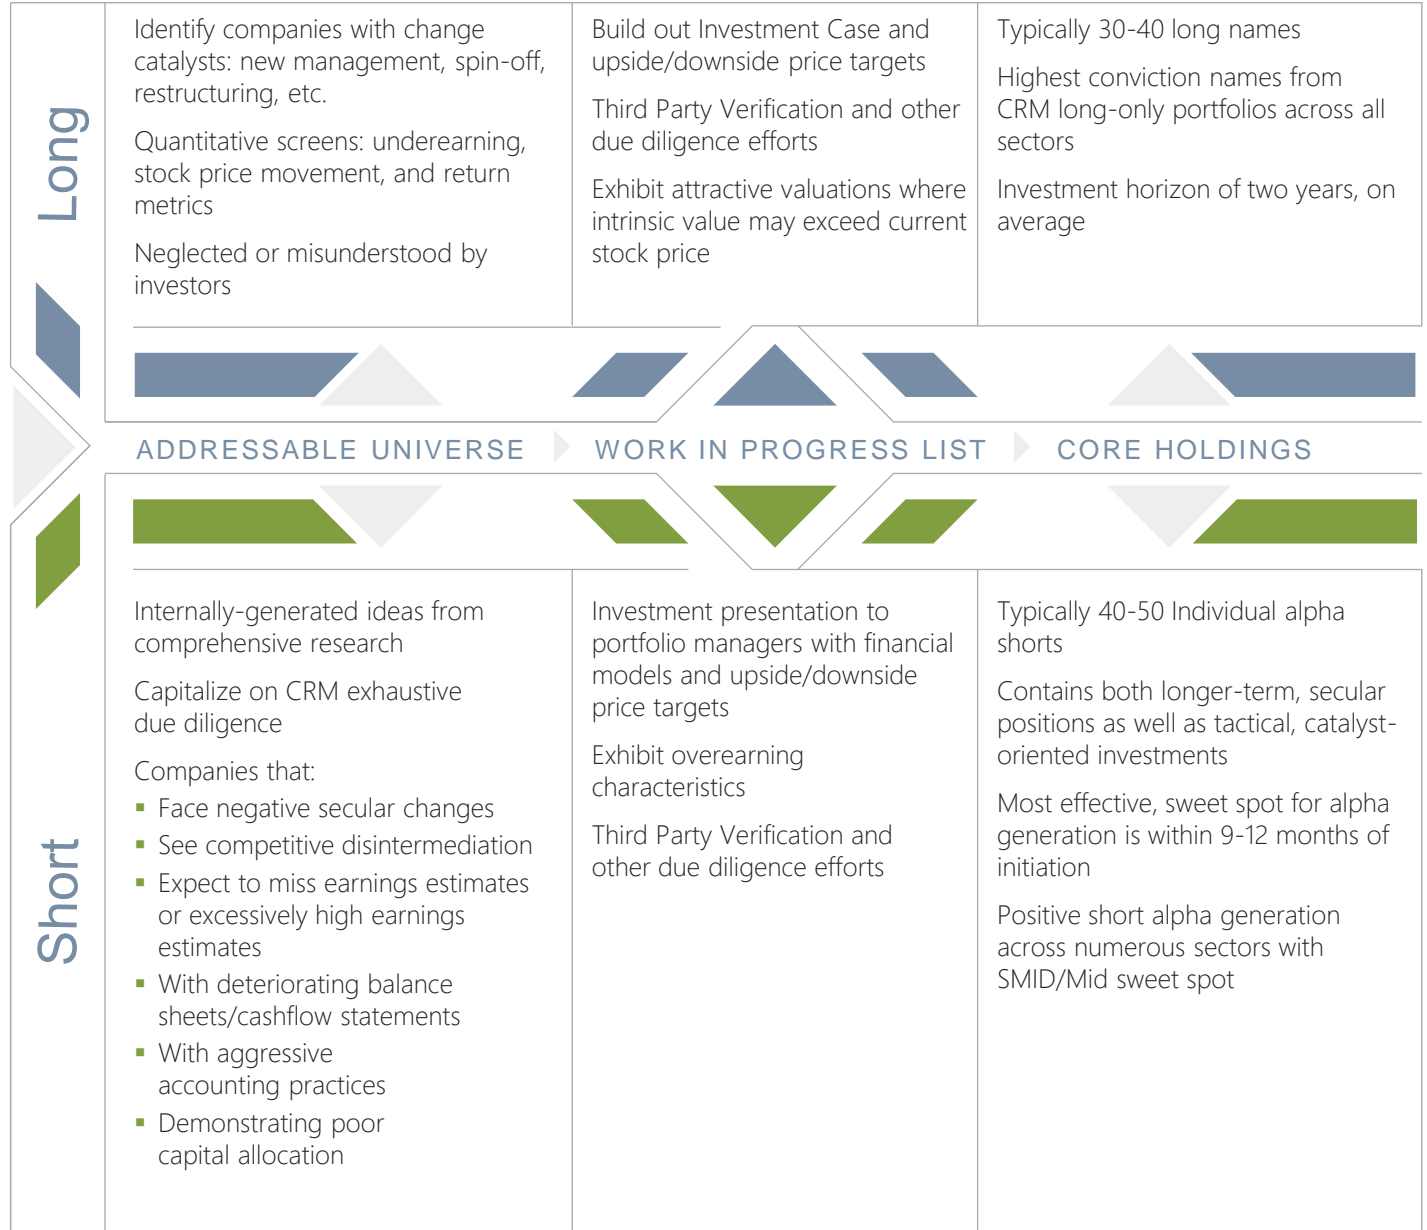 Long
Identify companies with change
catalysts: new management, spin-off,
restructuring, etc.
Quantitative screens: underearning,
stock price movement, and return
metrics
Neglected or misunderstood by
investors
Build out Investment Case and
upside/downside price targets
Third Party Verification and other
due diligence efforts
Exhibit attractive valuations where
intrinsic value may exceed current
stock price
Typically 30-40 long names
Highest conviction names from
CRM long-only portfolios across all
sectors
Investment horizon of two years, on
average
ADDRESSABLE UNIVERSE
WORK IN PROGRESS LIST
CORE HOLDINGS
Short
Internally-generated ideas from
comprehensive research
Capitalize on CRM exhaustive
due diligence
Companies that:
▪ Face negative secular changes
▪ See competitive disintermediation
▪ Expect to miss earnings estimates
or excessively high earnings
estimates
▪ With deteriorating balance
sheets/cashflow statements
▪ With aggressive
accounting practices
▪ Demonstrating poor
capital allocation
Investment presentation to
portfolio managers with financial
models and upside/downside
price targets
Exhibit overearning
characteristics
Third Party Verification and
other due diligence efforts
Typically 40-50 Individual alpha
shorts
Contains both longer-term, secular
positions as well as tactical, catalyst-
oriented investments
Most effective, sweet spot for alpha
generation is within 9-12 months of
initiation
Positive short alpha generation
across numerous sectors with
SMID/Mid sweet spot